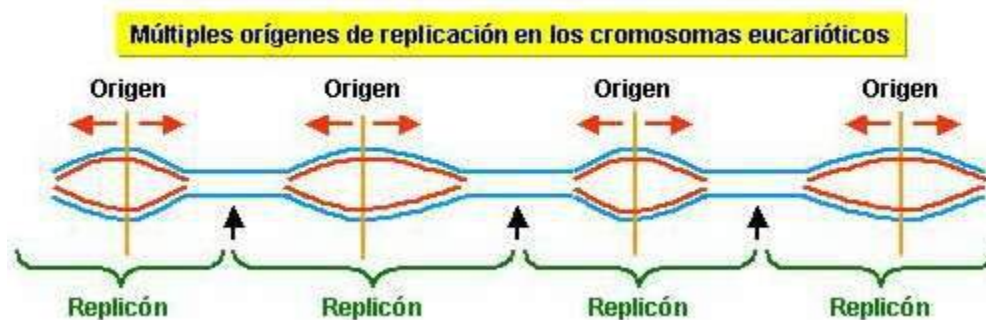 Múltiples orígenes de replicación en los cromosomas eucarióticos
Origen Origen Origen Origen
Replicón Replicón Replicón Replicón